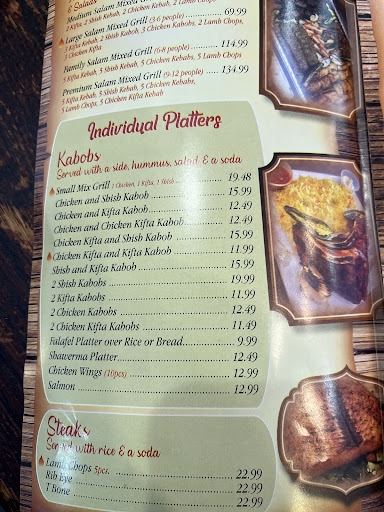 & Salads
Medium Salam Mixed Grill
2 Kifta, 2 Shish Kebab, 2 Chicken Kebab, 2 Lamb Chops, 69.99
Large Salam Mixed Grill (3-6 people)
3 Chicken Kifta
Family Salam Mixed Grill (6-8 people) 114.99
5 Kifta Kebab, 5 Shish Kebab, 5 Chicken Kebabs, 5 Lamb Chops
Premium Salam Mixed Grill (9-12 people) 134.99
5 Kifta Kebab, 5 Shish Kebab, 5 Chicken Kebabs,
5 Lamb Chops, 5 Chicken Kifta Kebab
Individual Platters
Kabobs
Served with a side, hummus, salad, & a soda
Small Mix Grill 1 Chicken, 1 Kifta, 1 Shish 19.48
Chicken and Shish Kabob 15.99
Chicken and Kifta Kabob 12.49
Chicken and Chicken Kifta Kabob 12.49
Chicken Kifta and Shish Kabob 15.99
Chicken Kifta and Kifta Kabob 11.99
Shish and Kifta Kabob 15.99
2 Shish Kabobs 19.99
2 Kifta Kabobs 11.99
2 Chicken Kabobs 12.49
2 Chicken Kifta Kabobs 11.49
Falafel Platter over Rice or Bread 9.99
Shawerma Platter 12.49
Chicken Wings (10pcs) 12.99
Salmon 12.99
Steaks
Served with rice & a soda
Lamb Chops 5pcs. 22.99
Rib Eye 22.99
T Bone 22.99